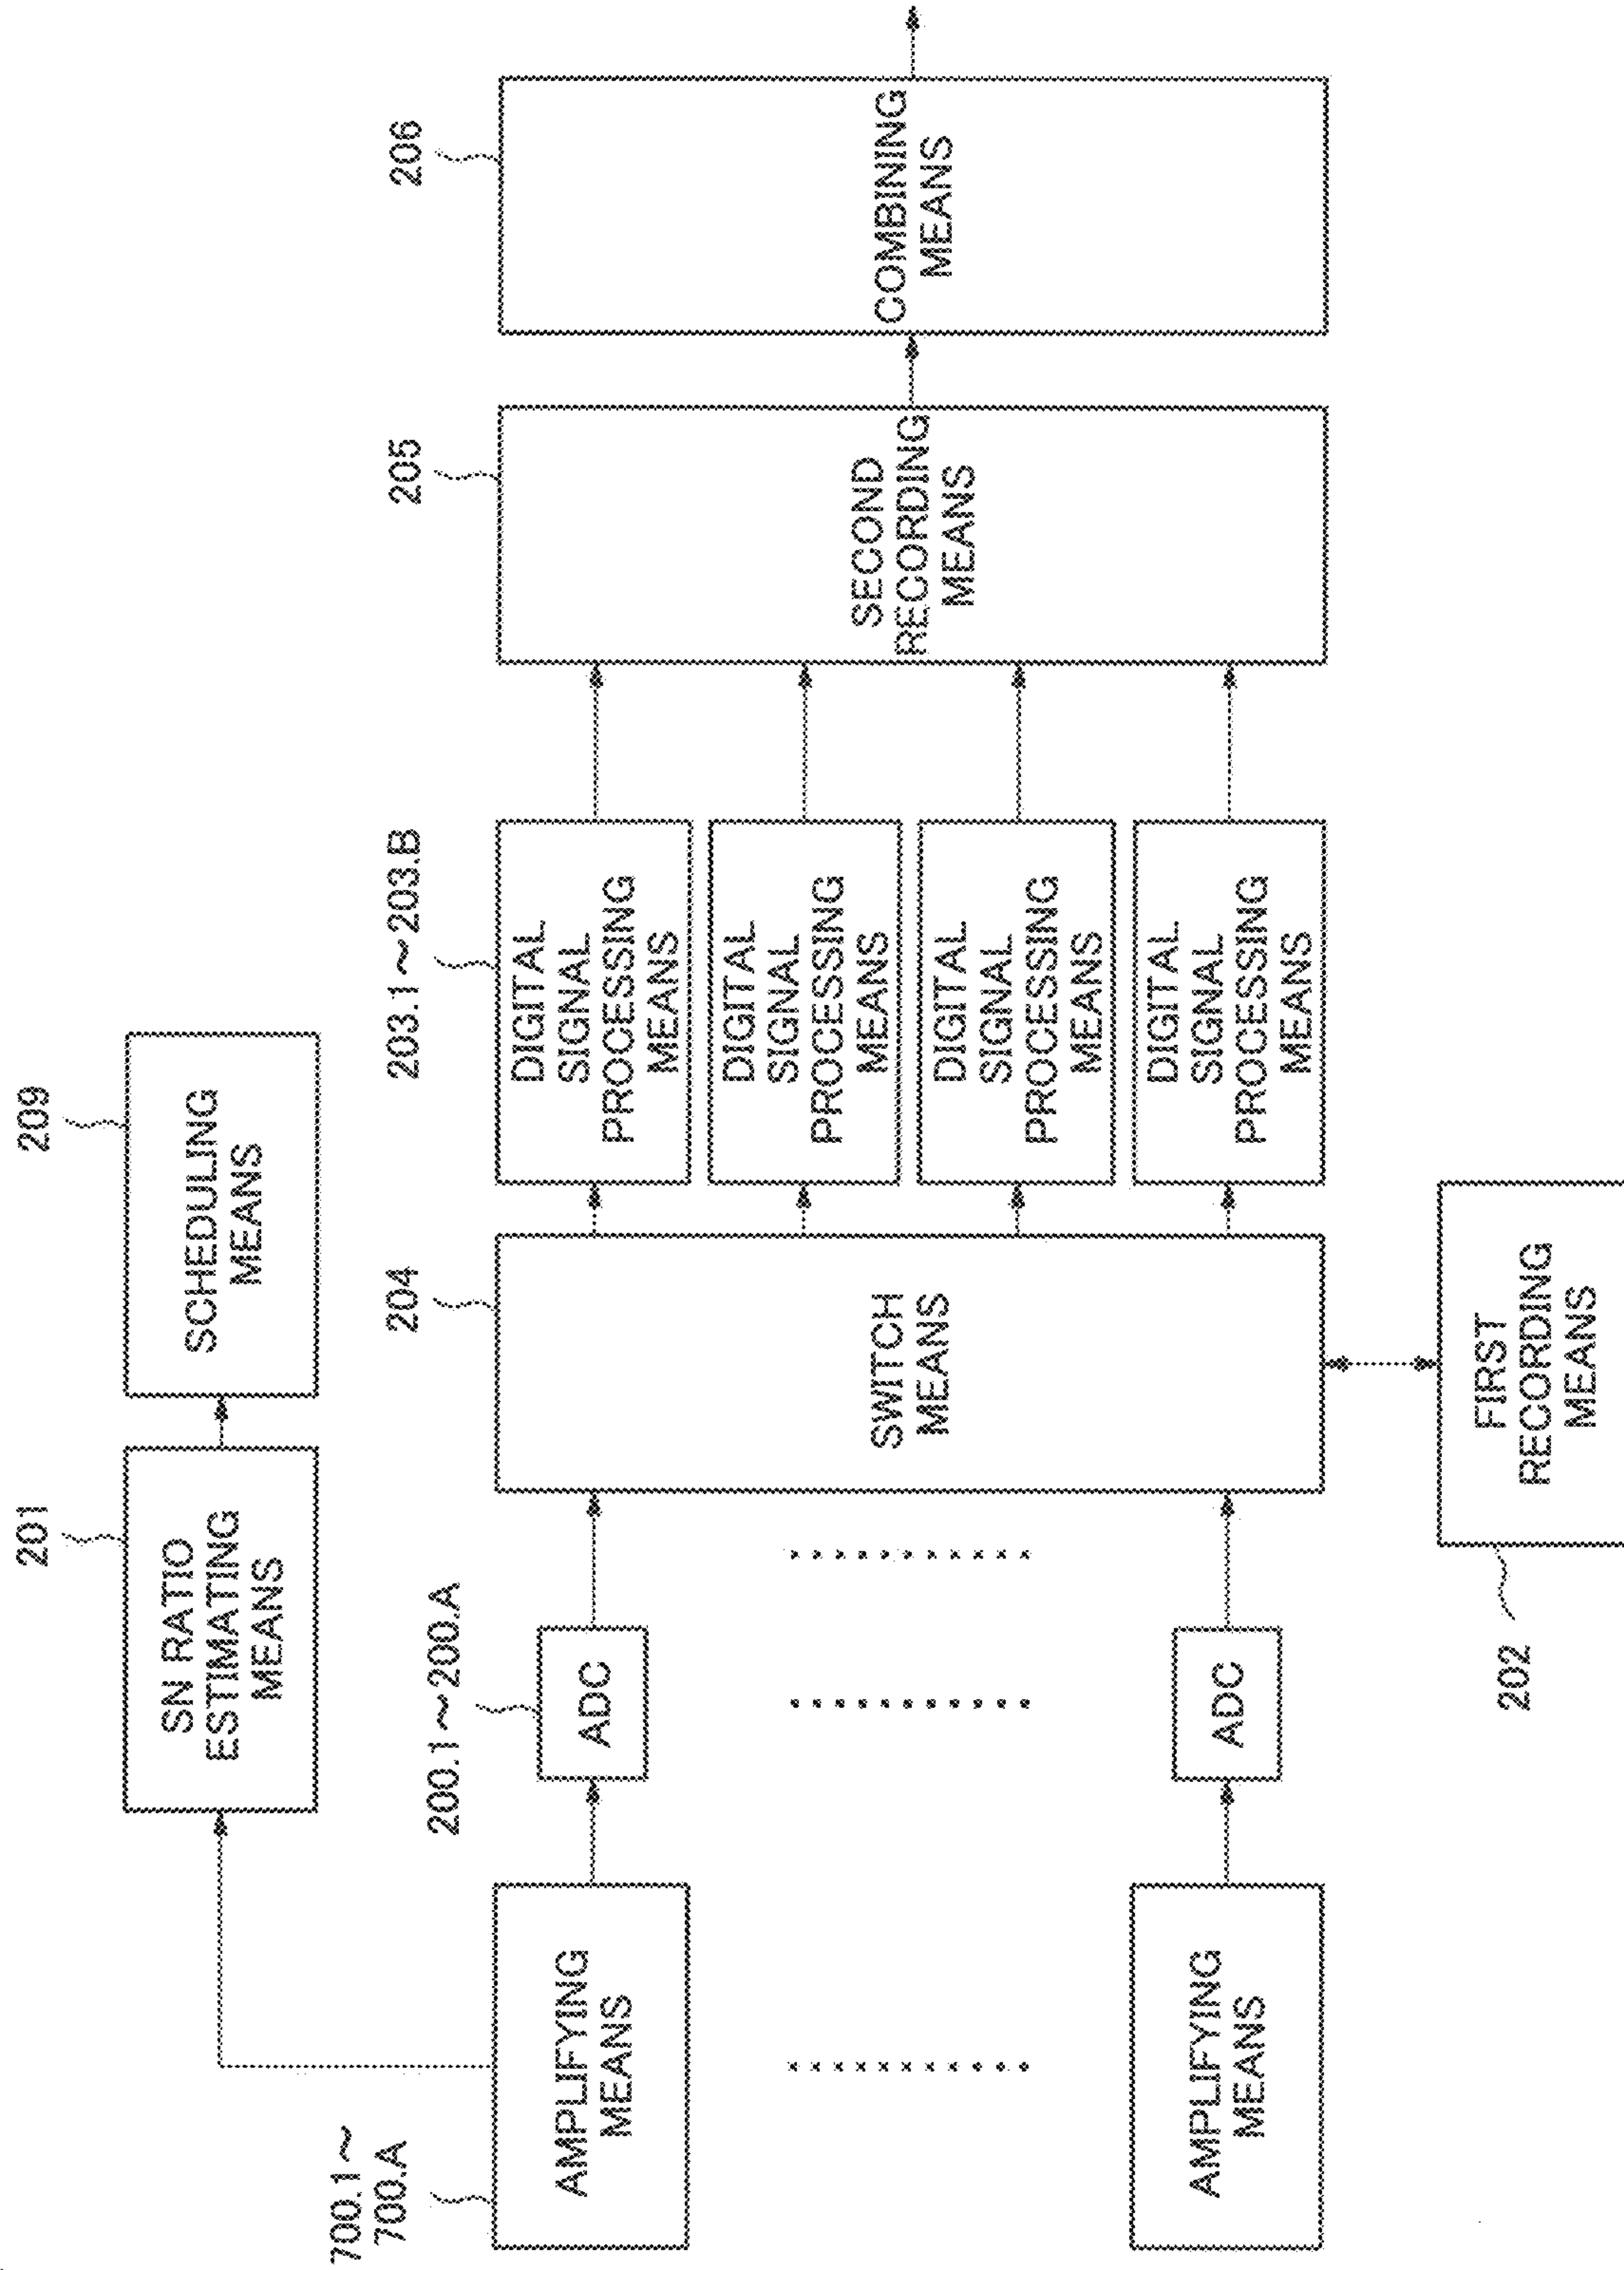 201
SN RATIO
ESTIMATING
MEANS
209
SCHEDULING
MEANS
700.1~
700.A
AMPLIFYING
MEANS
200.1~200.A
ADC
204
SWITCH
MEANS
203.1~203.B
DIGITAL
SIGNAL
PROCESSING
MEANS
DIGITAL
SIGNAL
PROCESSING
MEANS
DIGITAL
SIGNAL
PROCESSING
MEANS
DIGITAL
SIGNAL
PROCESSING
MEANS
205
SECOND
RECORDING
MEANS
206
COMBINING
MEANS
AMPLIFYING
MEANS
ADC
202
FIRST
RECORDING
MEANS